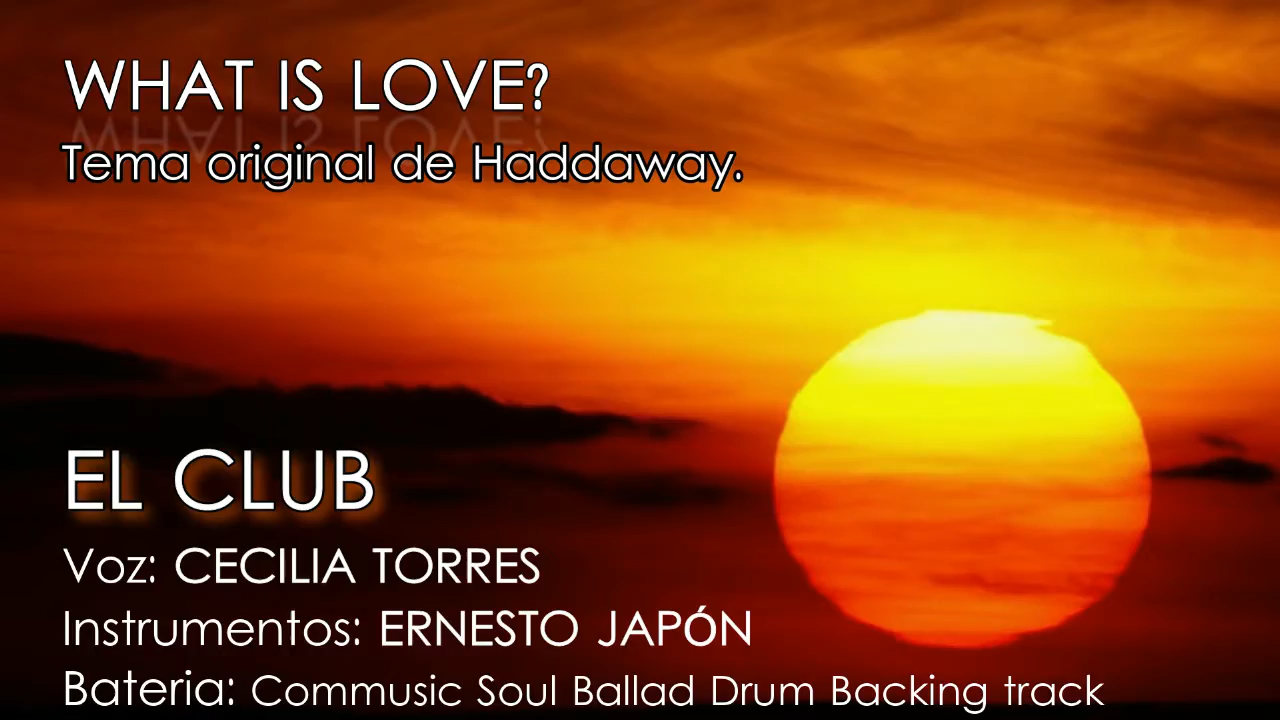 WHAT IS LOVE?
Tema original de Haddaway.
EL CLUB
Voz: CECILIA TORRES
Instrumentos: ERNESTO JAPÓN
Bateria: Commusic Soul Ballad Drum Backing track